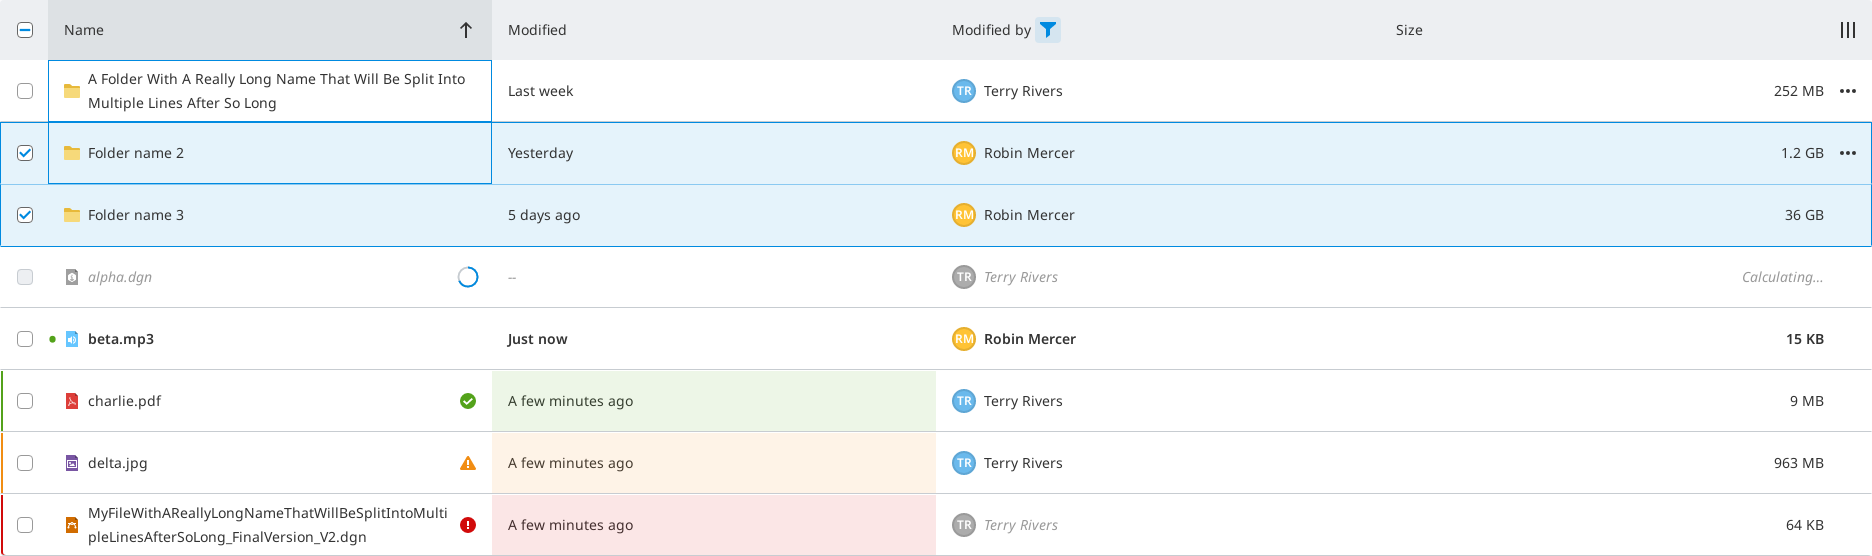 Name Modified Modified by Size
A Folder With A Really Long Name That Will Be Split Into
Multiple Lines After So Long
Last week TR Terry Rivers 252 MB
Folder name 2 Yesterday RM Robin Mercer 1.2 GB
Folder name 3 5 days ago RM Robin Mercer 36 GB
alpha.dgn -- TR Terry Rivers Calculating...
beta.mp3 Just now RM Robin Mercer 15 KB
charlie.pdf A few minutes ago TR Terry Rivers 9 MB
delta.jpg A few minutes ago TR Terry Rivers 963 MB
MyFileWithAReallyLongNameThatWillBeSplitIntoMulti
pleLinesAfterSoLong_FinalVersion_V2.dgn
A few minutes ago TR Terry Rivers 64 KB